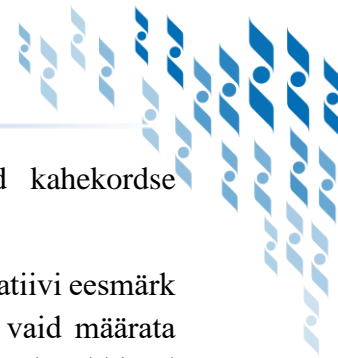 d kahekordse
atiivi eesmärk
vaid määrata